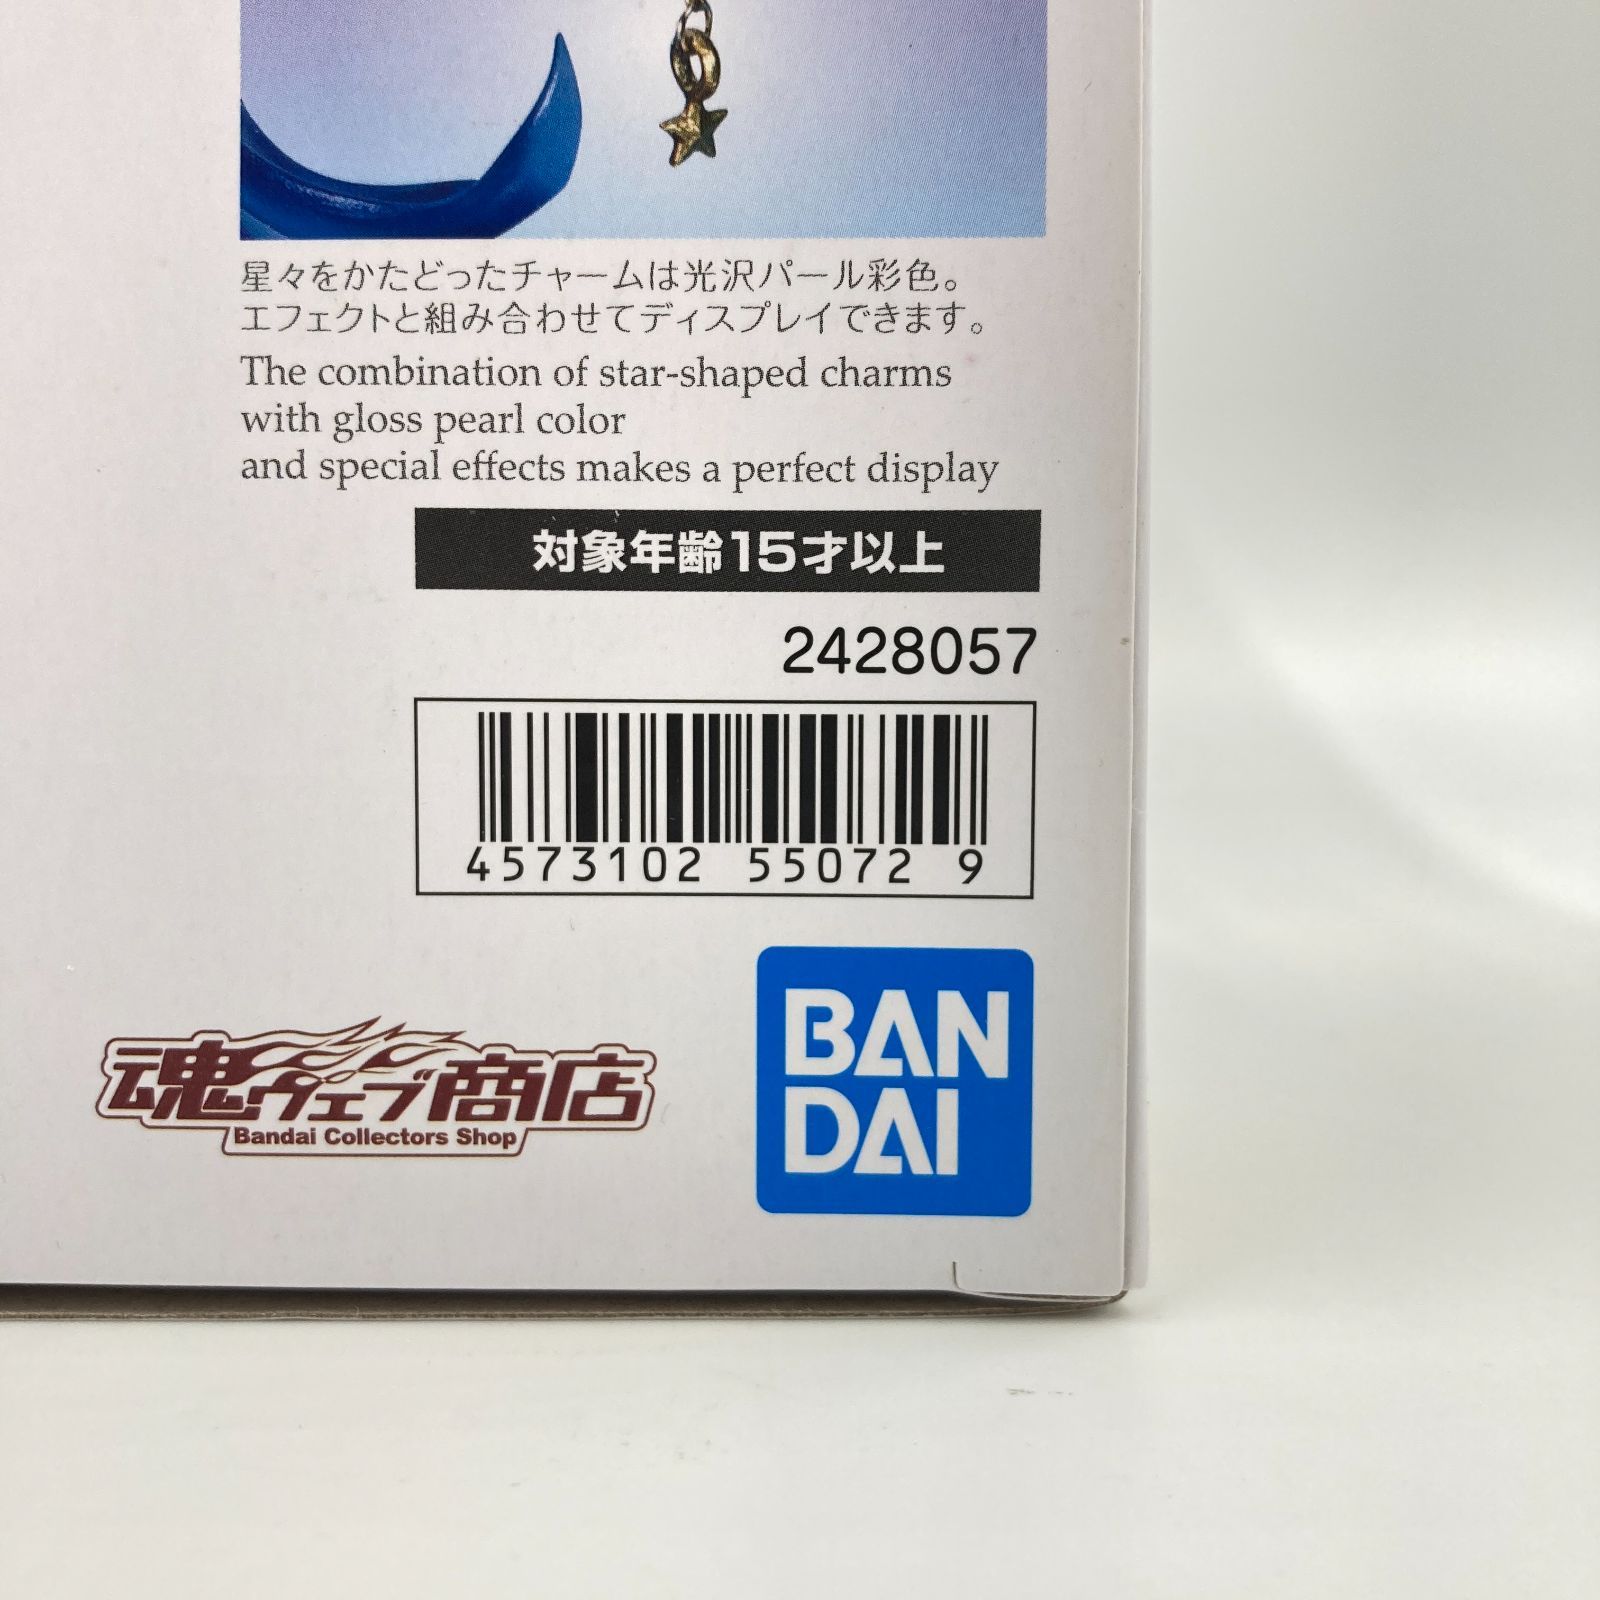 星々をかたどったチャームは光沢パール彩色。
エフェクトと組み合わせてディスプレイできます。
The combination of star-shaped charms
with gloss pearl color
and special effects makes a perfect display
対象年齢15才以上
2428057
4573102 55072 9
魂ウェブ商店
Bandai Collectors Shop
BAN
DAI